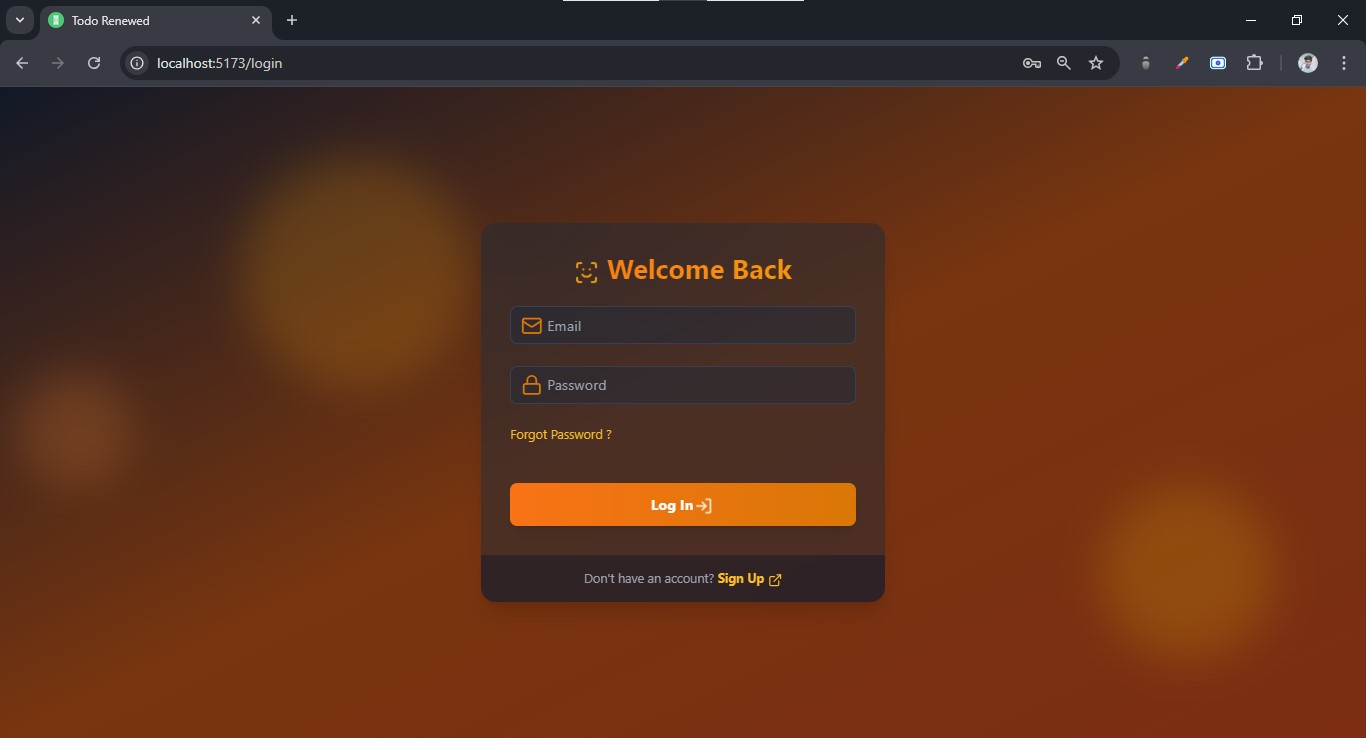 Todo Renewed
localhost:5173/login
Welcome Back
Email
Password
Forgot Password ?
Log In
Don't have an account? Sign Up